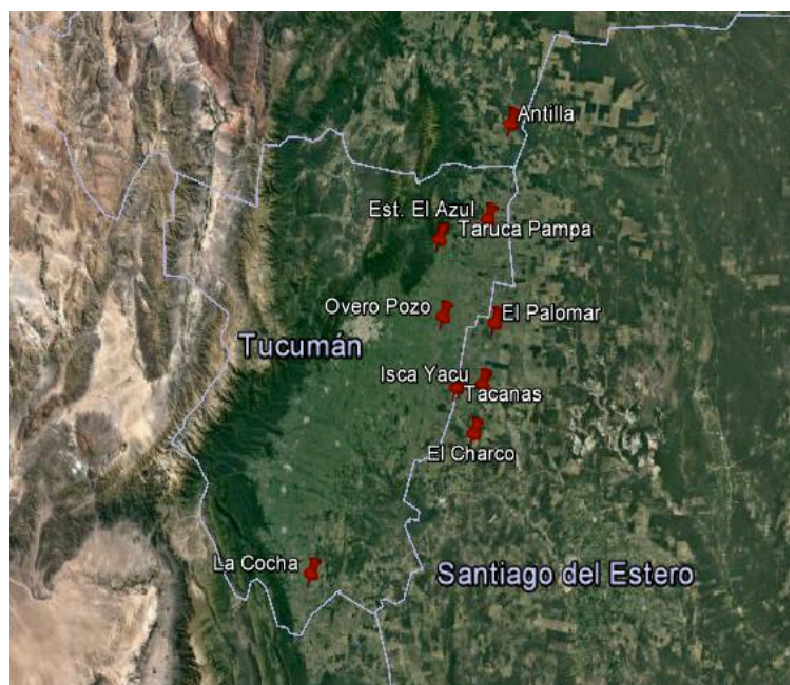 Antilla
Est. El Azul
Taruca Pampa
Overo Pozo
El Palomar
Tucumán
Isca Yacu
Tacanas
El Charco
La Cocha
Santiago del Estero